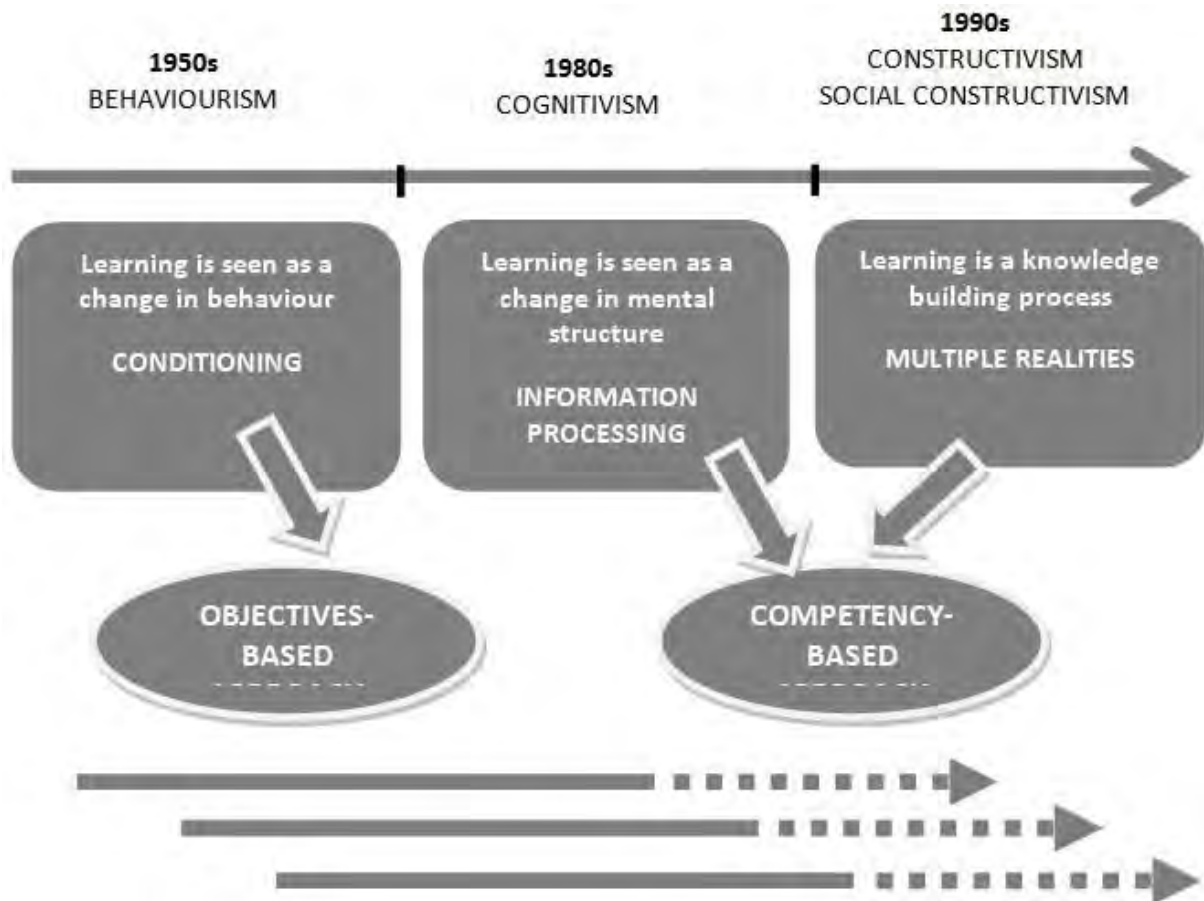 1950s
BEHAVIOURISM
1980s
COGNITIVISM
1990s
CONSTRUCTIVISM
SOCIAL CONSTRUCTIVISM
Learning is seen as a
change in behaviour
CONDITIONING
Learning is seen as a
change in mental
structure
INFORMATION
PROCESSING
Learning is a knowledge
building process
MULTIPLE REALITIES
OBJECTIVES-
BASED
COMPETENCY-
BASED